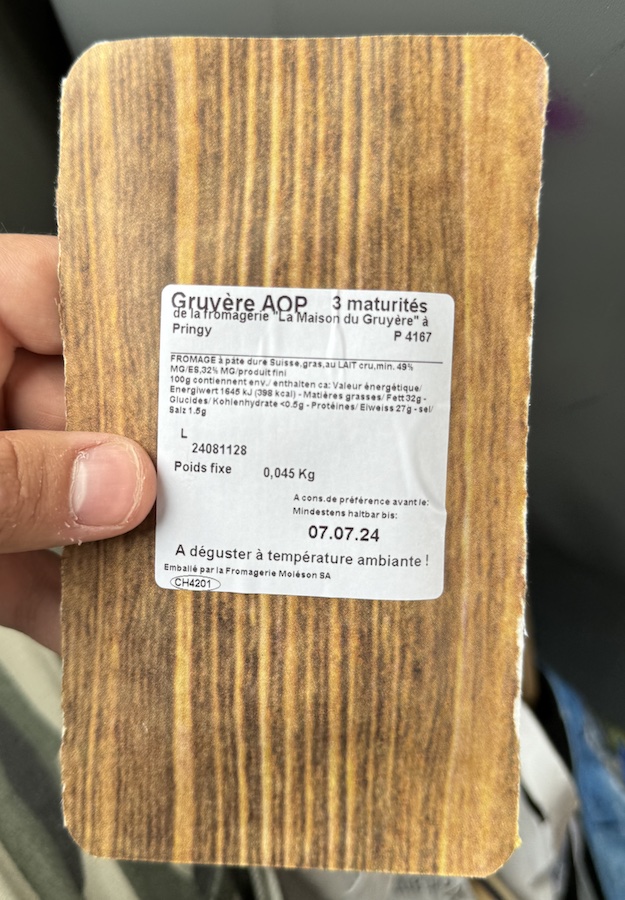 Gruyère AOP 3 maturités
de la fromagerie "La Maison du Gruyère" à
Pringy P 4167
FROMAGE à pâte dure Suisse,gras,au LAIT cru,min. 49%
MG/ES,32% MG/produit fini
100g contiennent env./ enthalten ca: Valeur énergétique/
Energiwert 1645 kJ (398 kcal) - Matières grasses/ Fett 32g -
Glucides/ Kohlenhydrate <0.5g - Protéines/ Eiweiss 27g - sel/
Salz 1.5g
L
24081128
Poids fixe 0,045 Kg
A cons.de préférence avant le:
Mindestens haltbar bis:
07.07.24
A déguster à température ambiante !
Emballé par la Fromagerie Moléson SA
CH4201